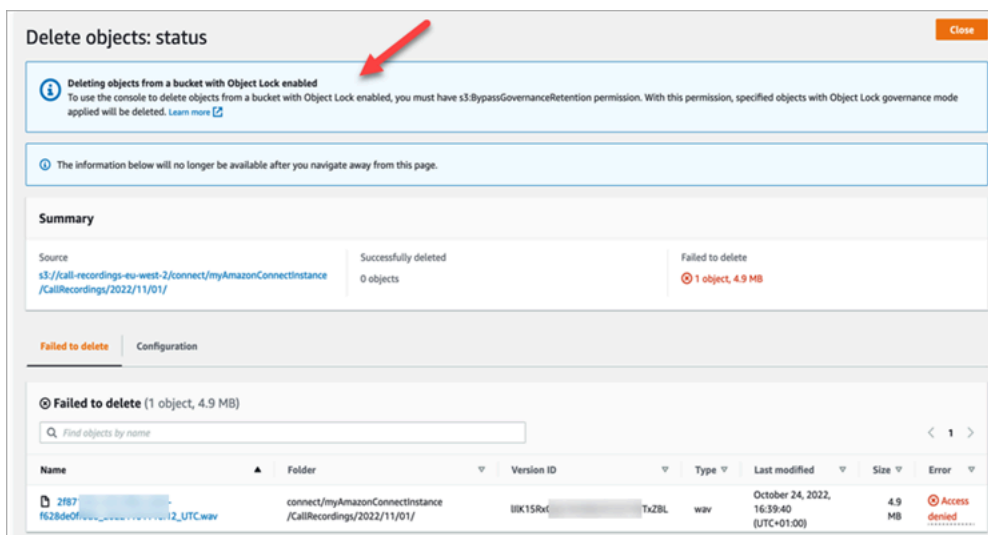 Delete objects: status
Close
Deleting objects from a bucket with Object Lock enabled
To use the console to delete objects from a bucket with Object Lock enabled, you must have s3:BypassGovernanceRetention permission. With this permission, specified objects with Object Lock governance mode
applied will be deleted. Learn more
The information below will no longer be available after you navigate away from this page.
Summary
Source
s3://call-recordings-eu-west-2/connect/myAmazonConnectInstance
/CallRecordings/2022/11/01/
Successfully deleted
0 objects
Failed to delete
1 object, 4.9 MB
Failed to delete
Configuration
Failed to delete (1 object, 4.9 MB)
Find objects by name
1
Name
Folder
Version ID
Type
Last modified
Size
Error
2f87
_UTC.wav
connect/myAmazonConnectInstance
/CallRecordings/2022/11/01/
TxZBL
wav
October 24, 2022,
16:39:40
(UTC+01:00)
4.9
MB
Access
denied